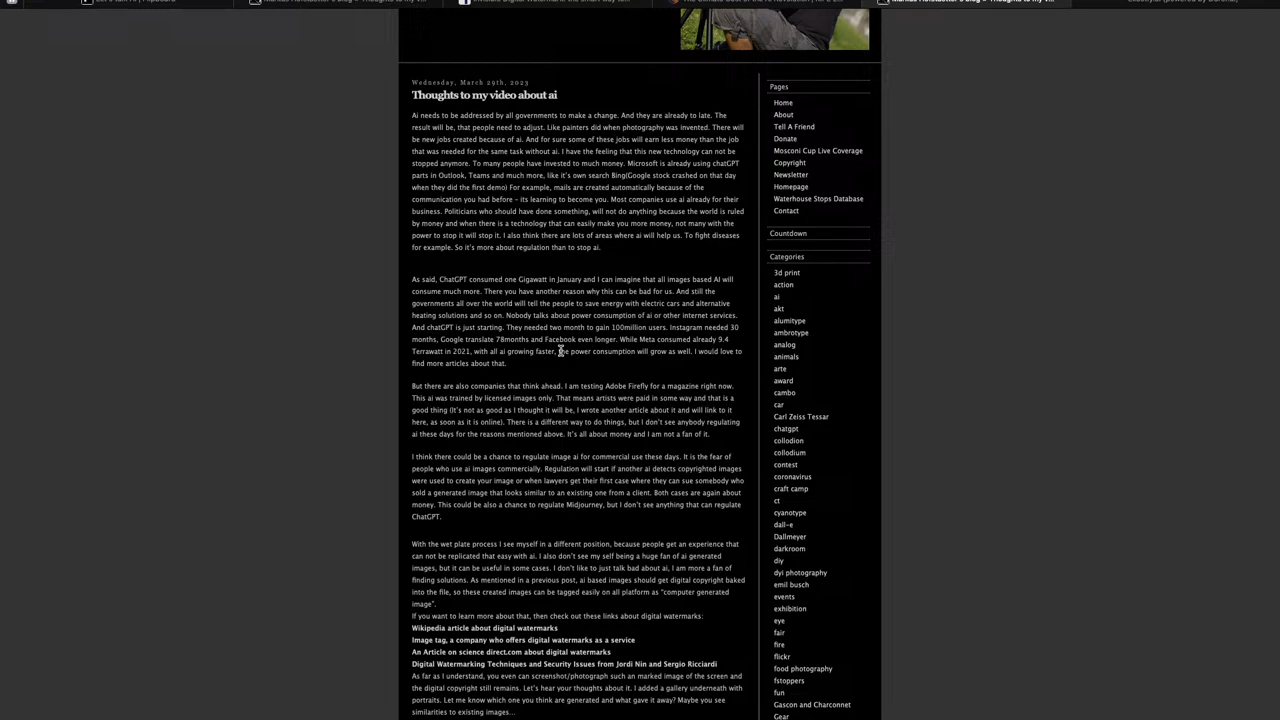 Wednesday, March 29th, 2023
Thoughts to my video about ai
Ai needs to be addressed by all governments to make a change. And they are already to late. The
result will be, that people need to adjust. Like painters did when photography was invented. There will
be new jobs created because of ai. And for sure some of these jobs will earn less money than the job
that was needed for the same task without ai. I have the feeling that this new technology can not be
stopped anymore. To many people have invested to much money. Microsoft is already using chatGPT
parts in Outlook, Teams and much more, like it's own search Bing(Google stock crashed on that day
when they did the first demo) For example, mails are created automatically because of the
communication you had before – its learning to become you. Most companies use ai already for their
business. Politicians who should have done something, will not do anything because the world is ruled
by money and when there is a technology that can easily make you more money, not many with the
power to stop it will stop it. I also think there are lots of areas where ai will help us. To fight diseases
for example. So it's more about regulation than to stop ai.
As said, ChatGPT consumed one Gigawatt in January and I can imagine that all images based AI will
consume much more. There you have another reason why this can be bad for us. And still the
governments all over the world will tell the people to save energy with electric cars and alternative
heating solutions and so on. Nobody talks about power consumption of ai or other internet services.
And chatGPT is just starting. They needed two month to gain 100million users. Instagram needed 30
months, Google translate 78months and Facebook even longer. While Meta consumed already 9.4
Terrawatt in 2021, with all ai growing faster, the power consumption will grow as well. I would love to
find more articles about that.
But there are also companies that think ahead. I am testing Adobe Firefly for a magazine right now.
This ai was trained by licensed images only. That means artists were paid in some way and that is a
good thing (It's not as good as I thought it will be, I wrote another article about it and will link to it
here, as soon as it is online). There is a different way to do things, but I don't see anybody regulating
ai these days for the reasons mentioned above. It's all about money and I am not a fan of it.
I think there could be a chance to regulate image ai for commercial use these days. It is the fear of
people who use ai images commercially. Regulation will start if another ai detects copyrighted images
were used to create your image or when lawyers get their first case where they can sue somebody who
sold a generated image that looks similar to an existing one from a client. Both cases are again about
money. This could be also a chance to regulate Midjourney, but I don't see anything that can regulate
ChatGPT.
With the wet plate process I see myself in a different position, because people get an experience that
can not be replicated that easy with ai. I also don't see my self being a huge fan of ai generated
images, but it can be useful in some cases. I don't like to just talk bad about ai, I am more a fan of
finding solutions. As mentioned in a previous post, ai based images should get digital copyright baked
into the file, so these created images can be tagged easily on all platform as "computer generated
image".
If you want to learn more about that, then check out these links about digital watermarks:
Wikipedia article about digital watermarks
Image tag, a company who offers digital watermarks as a service
An Article on science direct.com about digital watermarks
Digital Watermarking Techniques and Security Issues from Jordi Nin and Sergio Ricciardi
As far as I understand, you even can screenshot/photograph such an marked image of the screen and
the digital copyright still remains. Let's hear your thoughts about it. I added a gallery underneath with
portraits. Let me know which one you think are generated and what gave it away? Maybe you see
similarities to existing images...
Pages
Home
About
Tell A Friend
Donate
Mosconi Cup Live Coverage
Copyright
Newsletter
Homepage
Waterhouse Stops Database
Contact
Countdown
Categories
3d print
action
ai
akt
alumitype
ambrotype
analog
animals
arte
award
cambo
car
Carl Zeiss Tessar
chatgpt
collodion
collodium
contest
coronavirus
craft camp
ct
cyanotype
dall-e
Dallmeyer
darkroom
diy
dyi photography
emil busch
events
exhibition
eye
fair
fire
flickr
food photography
fstoppers
fun
Gascon and Charconnet
Gear